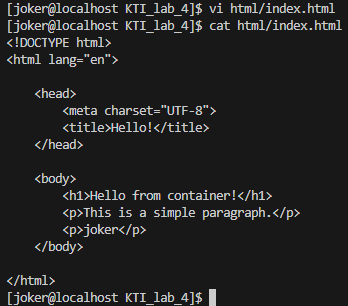 [joker@localhost KTI_lab_4]$ vi html/index.html
[joker@localhost KTI_lab_4]$ cat html/index.html
<!DOCTYPE html>
<html lang="en">

    <head>
        <meta charset="UTF-8">
        <title>Hello!</title>
    </head>

    <body>
        <h1>Hello from container!</h1>
        <p>This is a simple paragraph.</p>
        <p>joker</p>
    </body>

</html>
[joker@localhost KTI_lab_4]$